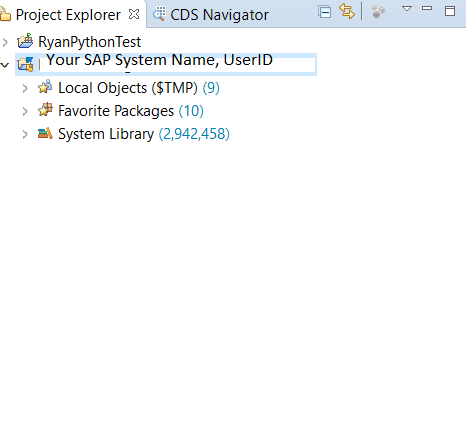 Project Explorer CDS Navigator
RyanPythonTest
Your SAP System Name, UserID
Local Objects ($TMP) (9)
Favorite Packages (10)
System Library (2,942,458)